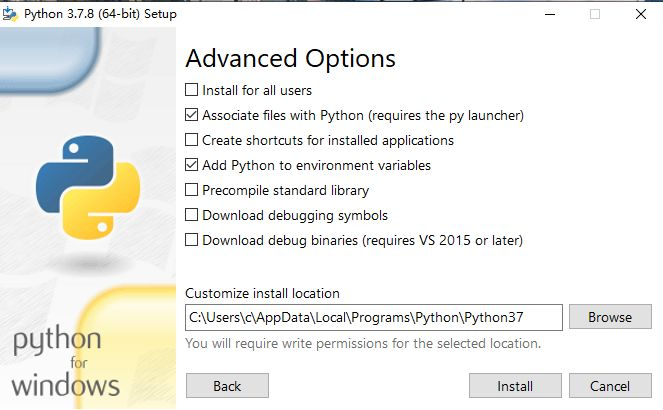 Python 3.7.8 (64-bit) Setup
Advanced Options
Install for all users
Associate files with Python (requires the py launcher)
Create shortcuts for installed applications
Add Python to environment variables
Precompile standard library
Download debugging symbols
Download debug binaries (requires VS 2015 or later)
Customize install location
C:\Users\c\AppData\Local\Programs\Python\Python37
Browse
You will require write permissions for the selected location.
python
for
windows
Back
Install
Cancel